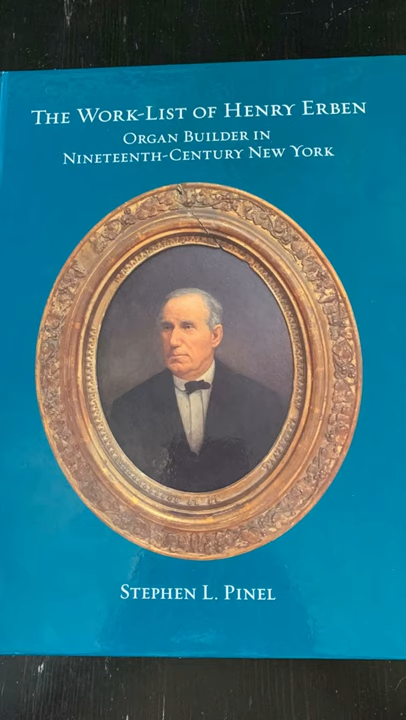 The Work-List of Henry Erben
Organ Builder in
Nineteenth-Century New York
Stephen L. Pinel